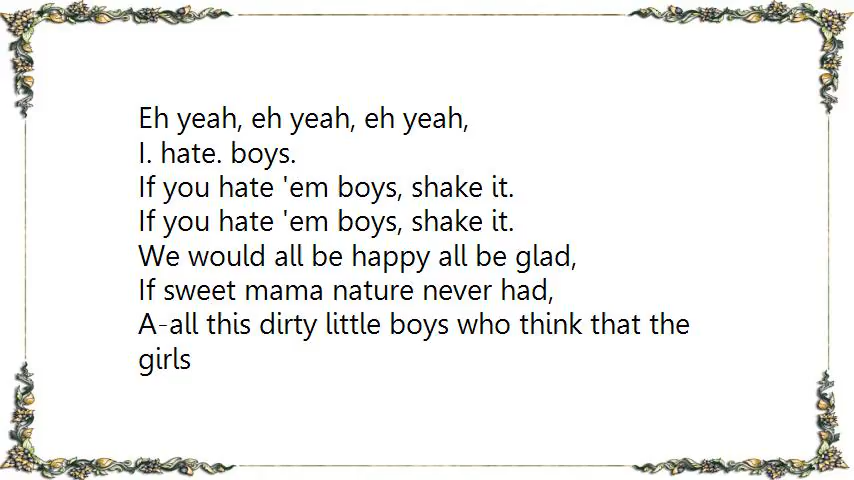 Eh yeah, eh yeah, eh yeah,
I. hate. boys.
If you hate 'em boys, shake it.
If you hate 'em boys, shake it.
We would all be happy all be glad,
If sweet mama nature never had,
A-all this dirty little boys who think that the
girls